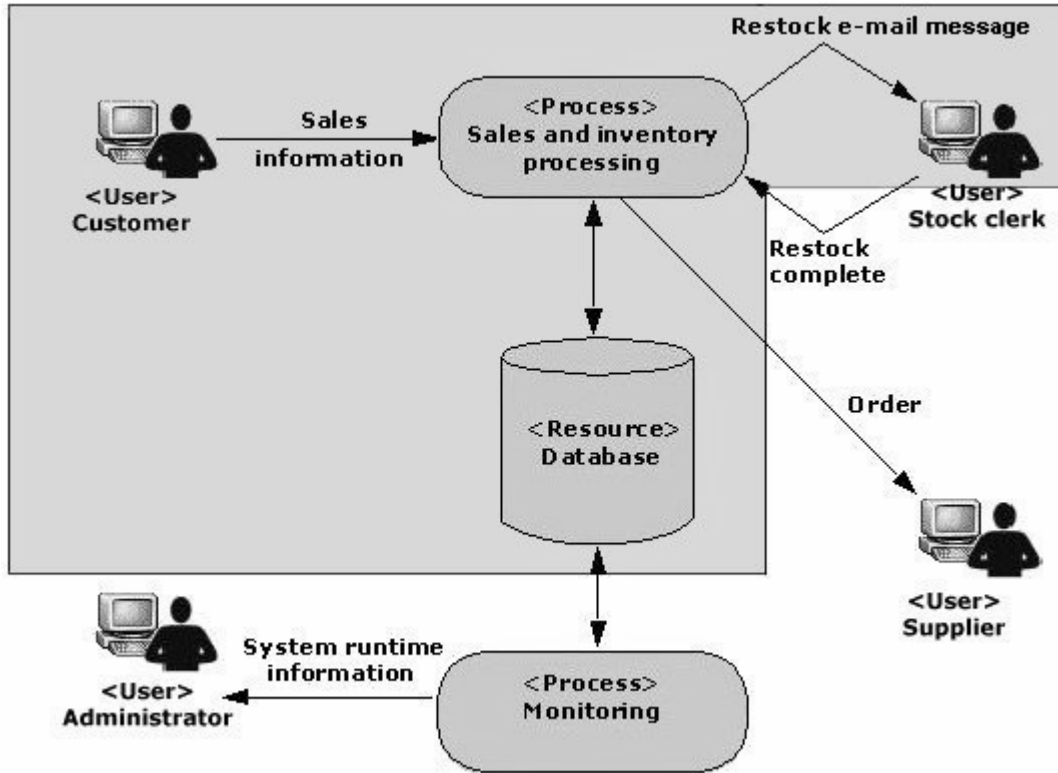 Restock e-mail message
<Process>
Sales and inventory
processing
Sales
information
<User>
Customer
<User>
Stock clerk
Restock
complete
<Resource>
Database
Order
<User>
Supplier
System runtime
information
<User>
Administrator
<Process>
Monitoring